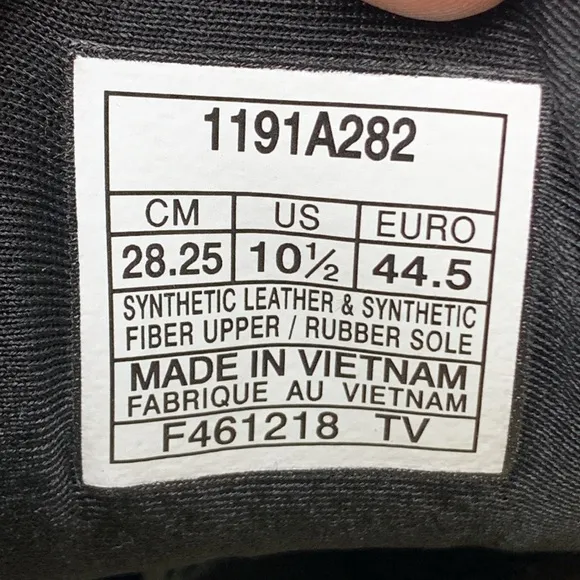 1191A282
CM US EURO
28.25 10½ 44.5
SYNTHETIC LEATHER & SYNTHETIC
FIBER UPPER / RUBBER SOLE
MADE IN VIETNAM
FABRIQUE AU VIETNAM
F461218 TV